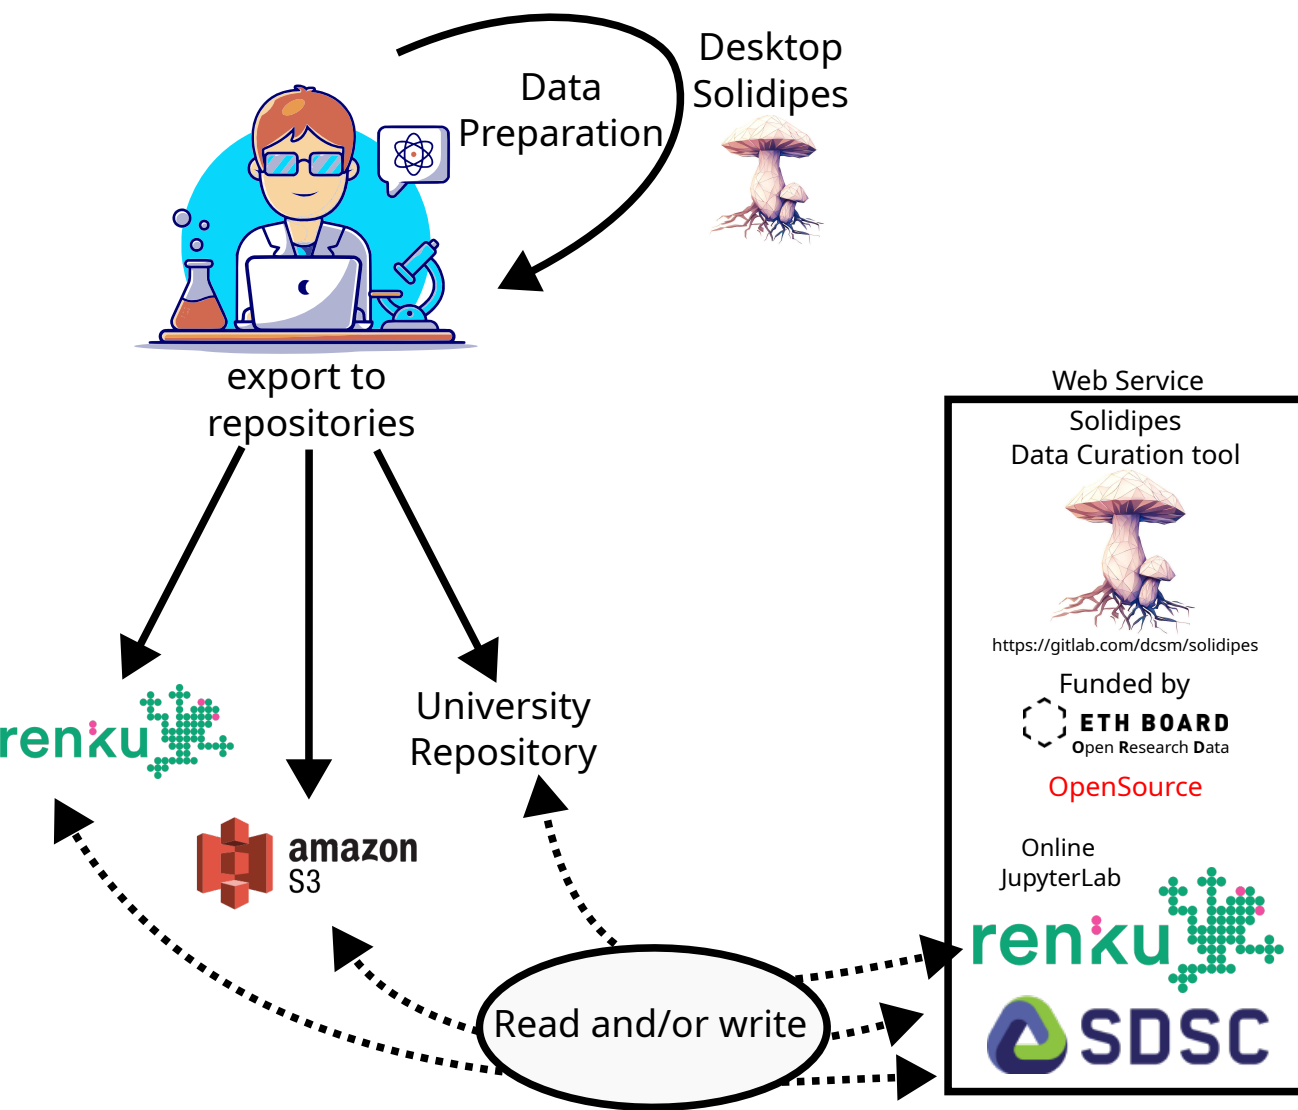 Desktop
Solidipes
Data
Preparation
export to
repositories
Web Service
Solidipes
Data Curation tool
https://gitlab.com/dcsm/solidipes
Funded by
ETH BOARD
Open Research Data
OpenSource
Online
JupyterLab
renku
SDSC
renku
University
Repository
amazon
S3
Read and/or write